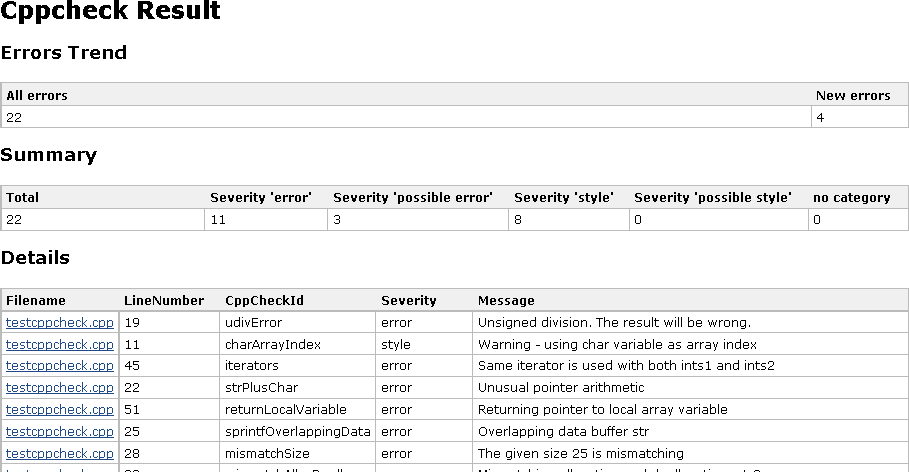 Cppcheck Result
Errors Trend
All errors New errors
22 4
Summary
Total Severity 'error' Severity 'possible error' Severity 'style' Severity 'possible style' no category
22 11 3 8 0 0
Details
Filename LineNumber CppCheckId Severity Message
testcppcheck.cpp 19 udivError error Unsigned division. The result will be wrong.
testcppcheck.cpp 11 charArrayIndex style Warning - using char variable as array index
testcppcheck.cpp 45 iterators error Same iterator is used with both ints1 and ints2
testcppcheck.cpp 22 strPlusChar error Unusual pointer arithmetic
testcppcheck.cpp 51 returnLocalVariable error Returning pointer to local array variable
testcppcheck.cpp 25 sprintfOverlappingData error Overlapping data buffer str
testcppcheck.cpp 28 mismatchSize error The given size 25 is mismatching
testcppcheck.cpp